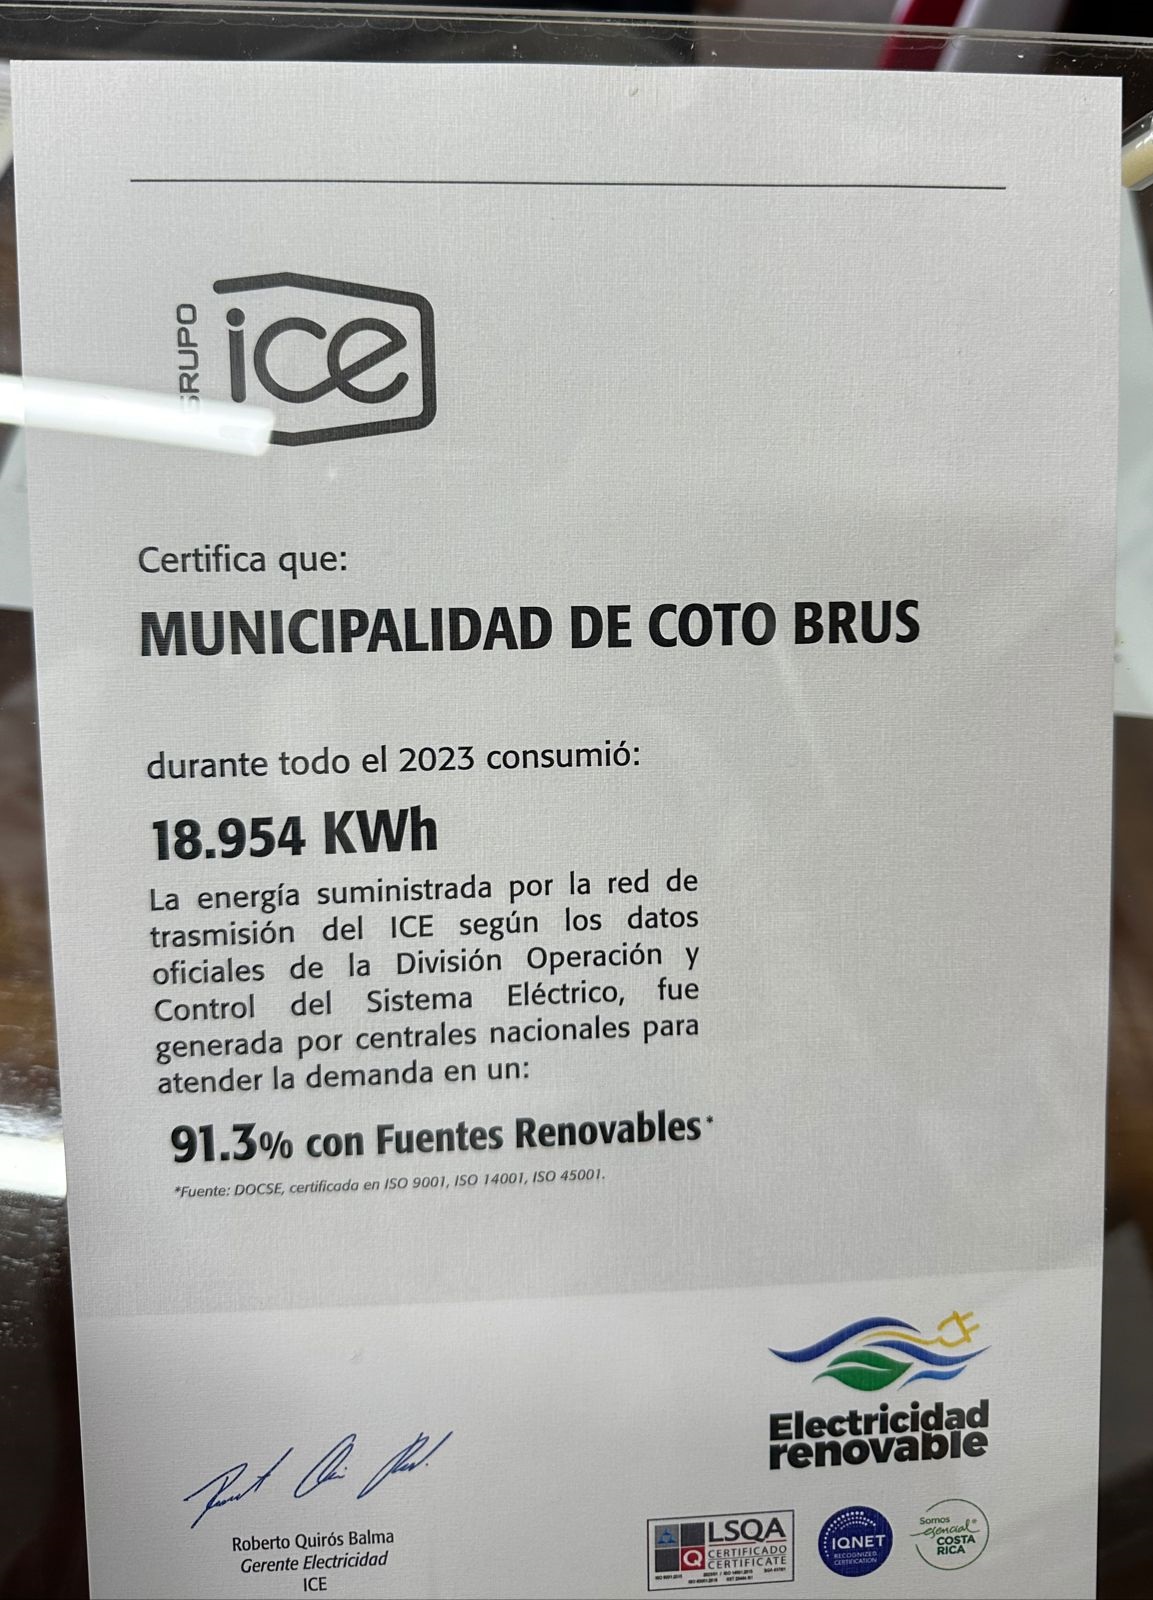 GRUPO
ice
Certifica que:
MUNICIPALIDAD DE COTO BRUS
durante todo el 2023 consumió:
18.954 KWh
La energía suministrada por la red de
trasmisión del ICE según los datos
oficiales de la División Operación y
Control del Sistema Eléctrico, fue
generada por centrales nacionales para
atender la demanda en un:
91.3% con Fuentes Renovables*
*Fuente: DOCSE, certificada en ISO 9001, ISO 14001, ISO 45001.
Electricidad
renovable
Roberto Quirós Balma
Gerente Electricidad
ICE
LSQA
CERTIFICADO
CERTIFICATE
IQNET
RECOGNIZED
CERTIFICATION
Somos
esencial
COSTA
RICA